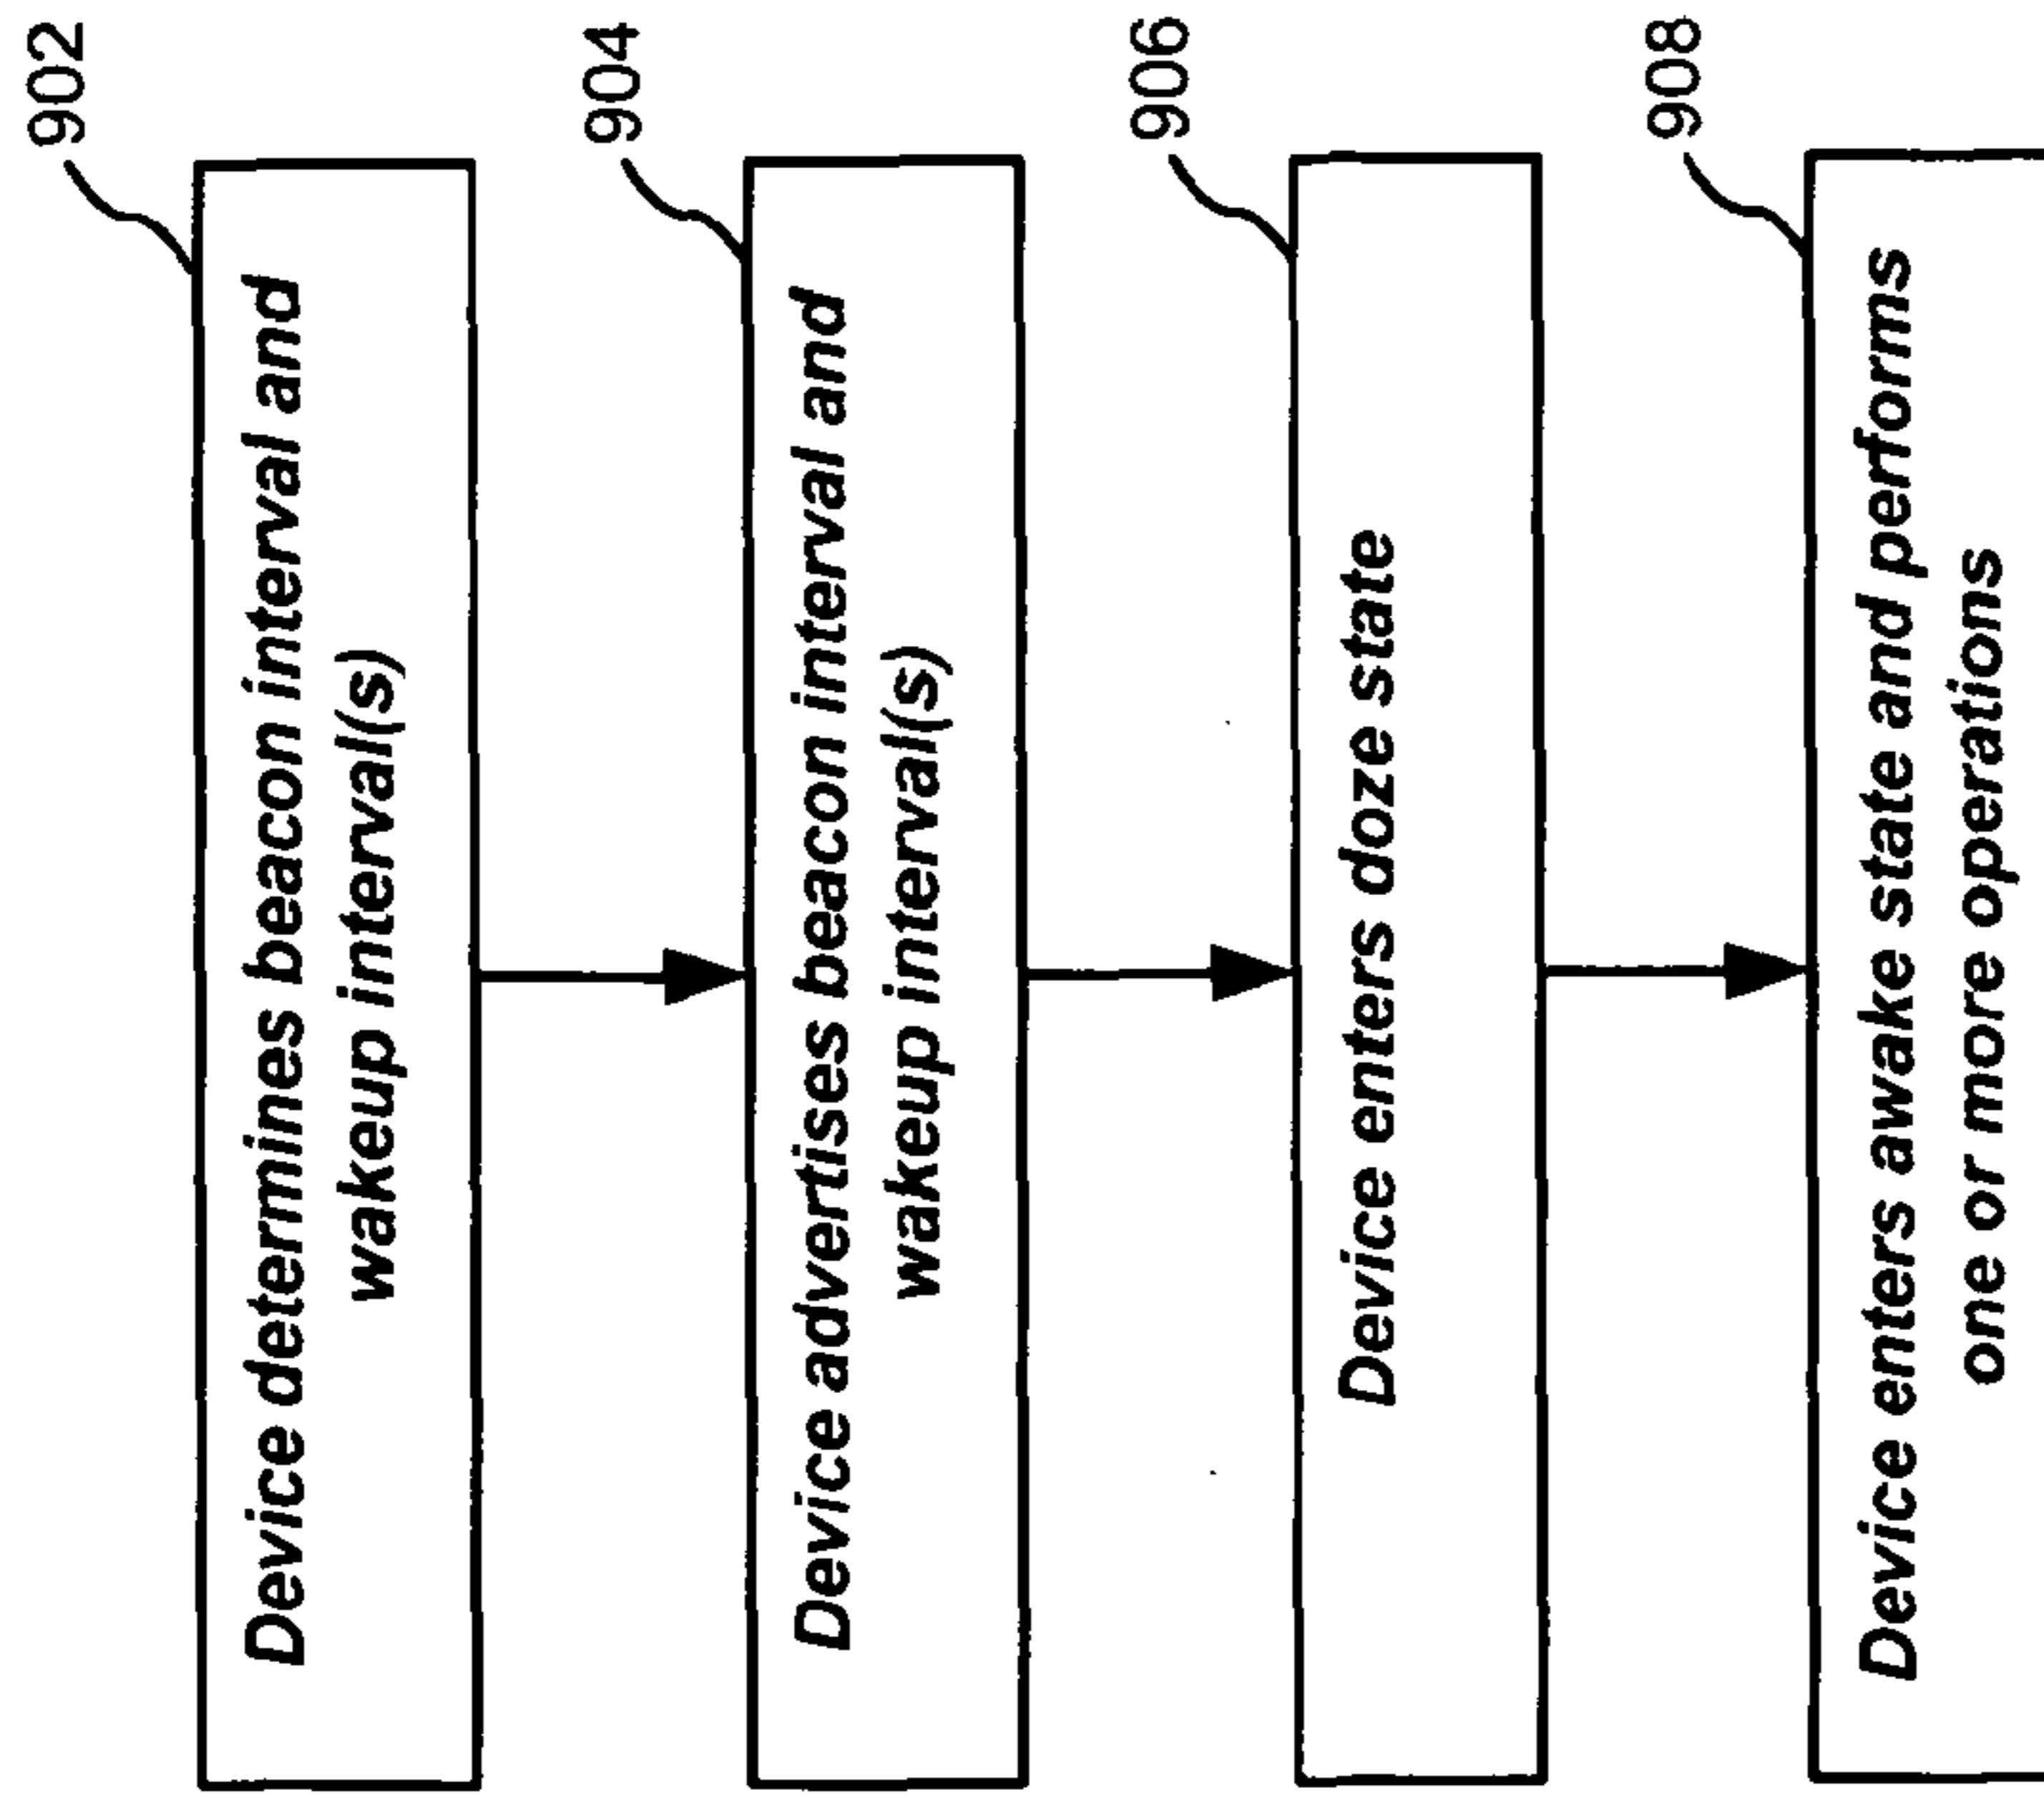 902
Device determines beacon interval and
wakeup interval(s)
904
Device advertises beacon interval and
wakeup interval(s)
906
Device enters doze state
908
Device enters awake state and performs
one or more operations